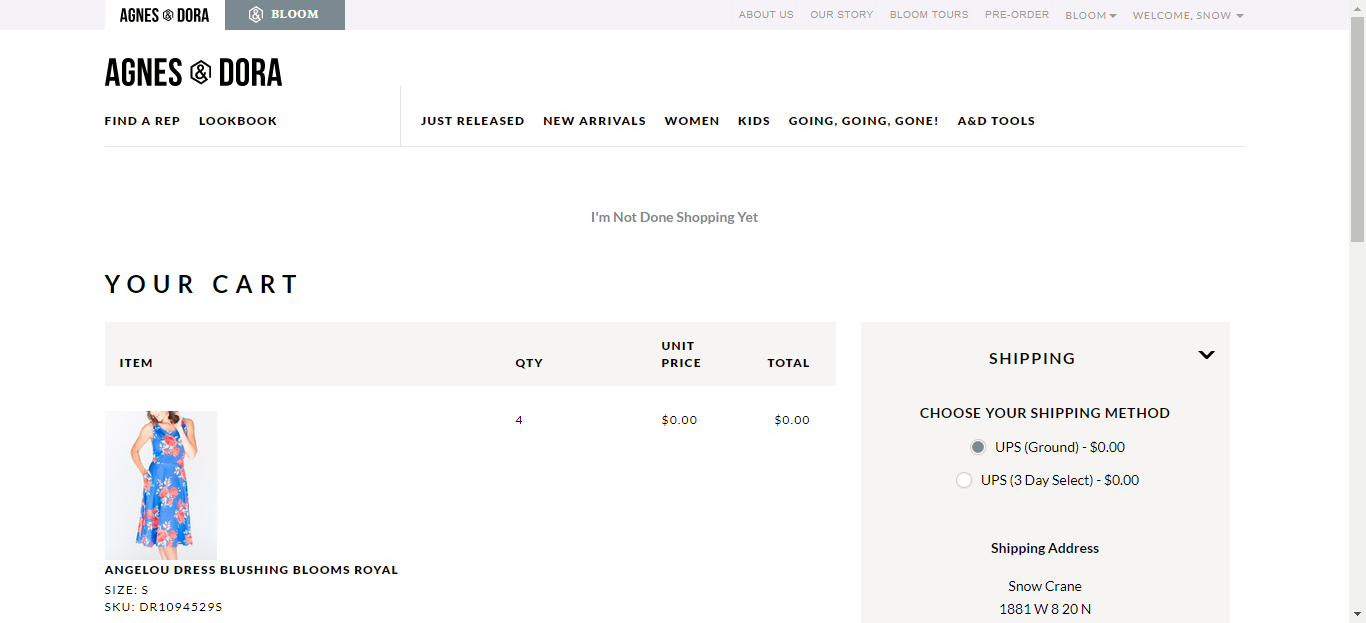 AGNES & DORA
BLOOM
ABOUT US
OUR STORY
BLOOM TOURS
PRE-ORDER
BLOOM
WELCOME, SNOW
AGNES & DORA
FIND A REP
LOOKBOOK
JUST RELEASED
NEW ARRIVALS
WOMEN
KIDS
GOING, GOING, GONE!
A&D TOOLS
I'm Not Done Shopping Yet
YOUR CART
ITEM
QTY
UNIT
PRICE
TOTAL
4
$0.00
$0.00
ANGELOU DRESS BLUSHING BLOOMS ROYAL
SIZE: S
SKU: DR1094529S
SHIPPING
CHOOSE YOUR SHIPPING METHOD
UPS (Ground) - $0.00
UPS (3 Day Select) - $0.00
Shipping Address
Snow Crane
1881 W 8 20 N